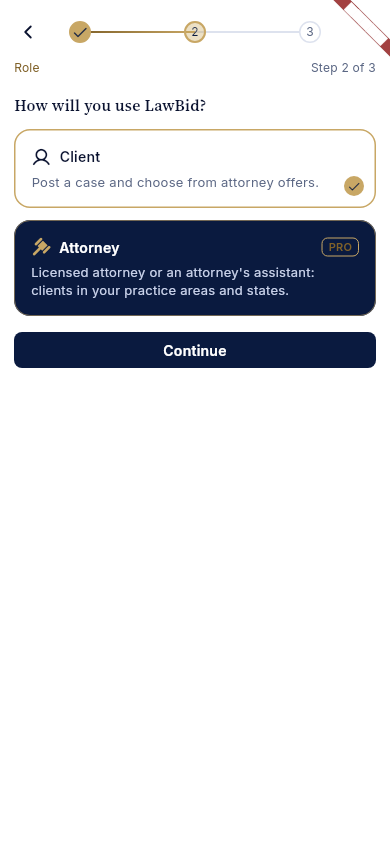 2
3
Role
Step 2 of 3
How will you use LawBid?
Client
Post a case and choose from attorney offers.
Attorney
PRO
Licensed attorney or an attorney's assistant:
clients in your practice areas and states.
Continue